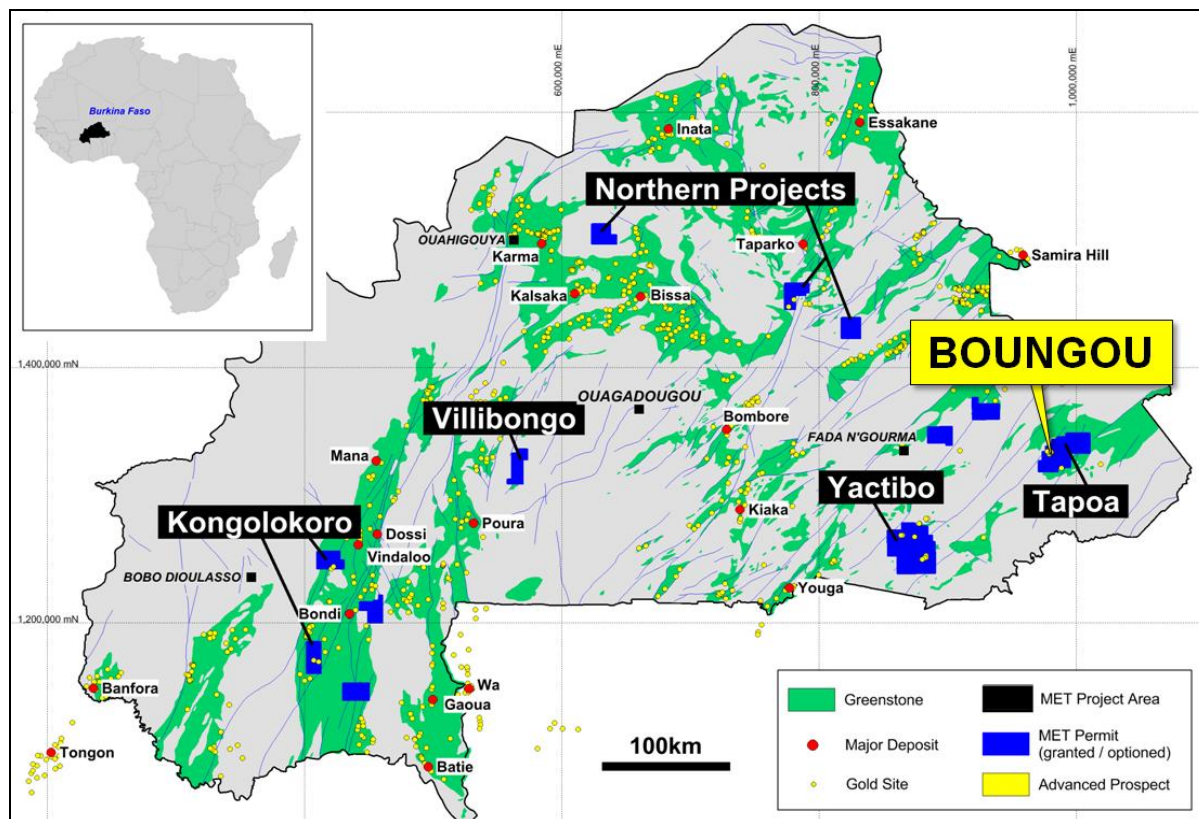 Burkina Faso
600,000 mE
800,000 mE
1,000,000 mE
Inata
Essakane
Northern Projects
OUAHIGOUYA
Karma
Taparko
Samira Hill
Kalsaka
Bissa
BOUNGOU
1,400,000 mN
OUAGADOUGOU
Villibongo
Bombore
FADA N'GOURMA
Mana
Yactibo
Tapoa
Kongolokoro
Poura
Kiaka
Dossi
Vindaloo
BOBO DIOULASSO
Youga
Bondi
1,200,000 mN
Banfora
Wa
Gaoua
Tongon
Batie
100km
Greenstone
MET Project Area
Major Deposit
MET Permit
(granted / optioned)
Gold Site
Advanced Prospect